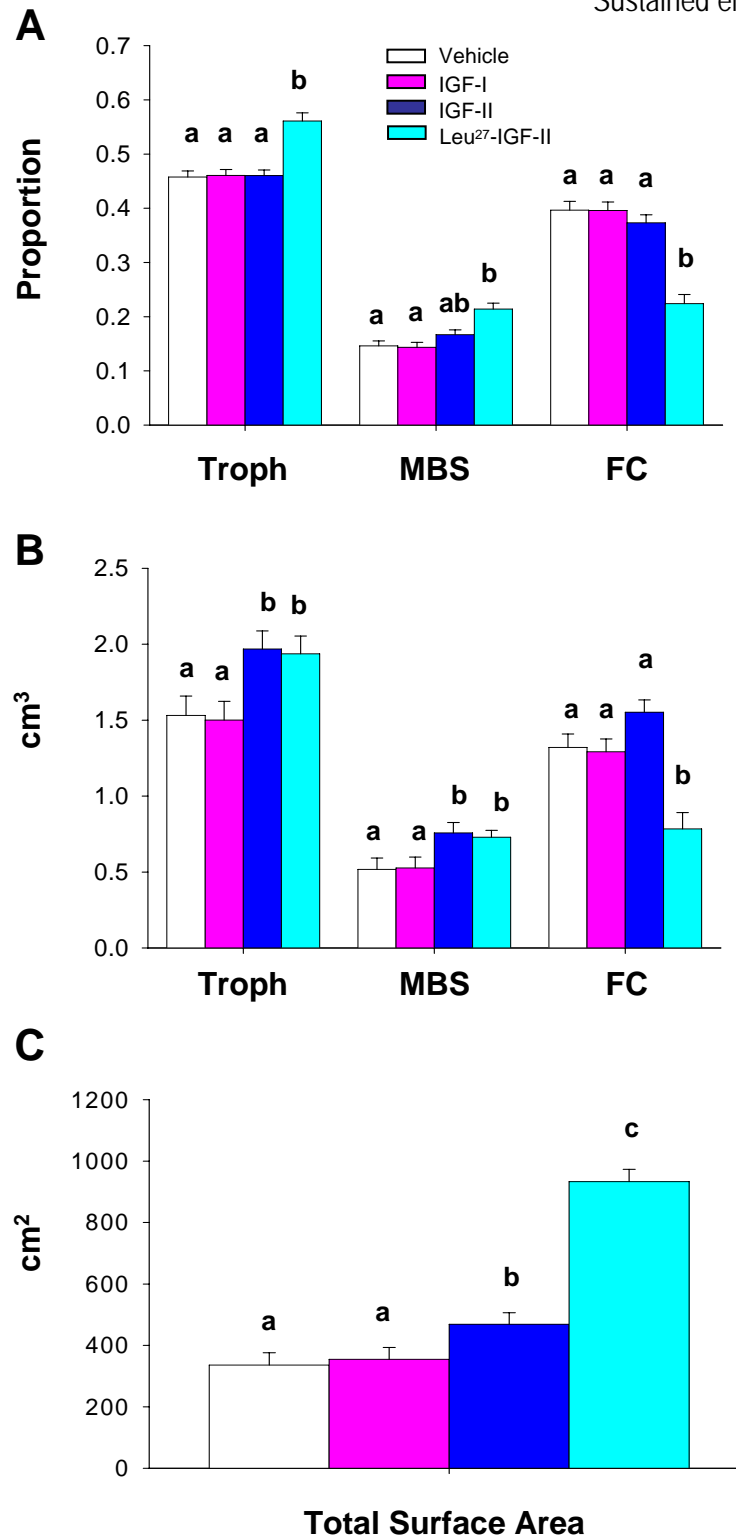 Sustained e
A
0.7
0.6
0.5
0.4
0.3
0.2
0.1
0.0
Proportion
Vehicle
IGF-I
IGF-II
Leu²⁷-IGF-II
a a a b
a a ab b
a a a b
Troph MBS FC
B
2.5
2.0
1.5
1.0
0.5
0.0
cm³
a a b b
a a b b
a a a b
Troph MBS FC
C
1200
1000
800
600
400
200
0
cm²
a a b c
Total Surface Area